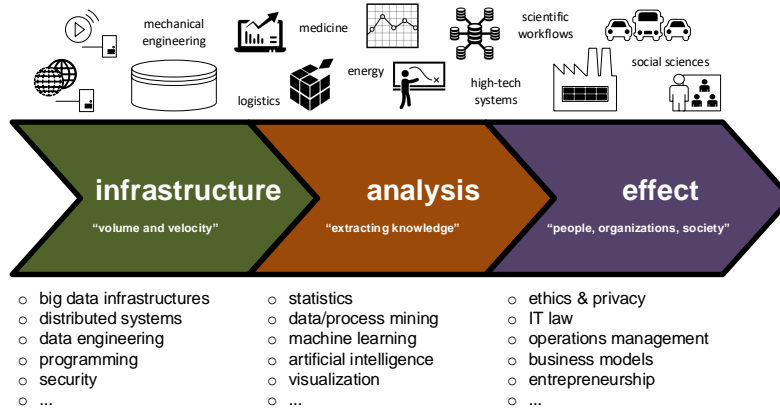 mechanical
engineering
medicine
scientific
workflows
logistics
energy
high-tech
systems
social sciences
infrastructure
"volume and velocity"
analysis
"extracting knowledge"
effect
"people, organizations, society"
o big data infrastructures
o distributed systems
o data engineering
o programming
o security
o ...
o statistics
o data/process mining
o machine learning
o artificial intelligence
o visualization
o ...
o ethics & privacy
o IT law
o operations management
o business models
o entrepreneurship
o ...